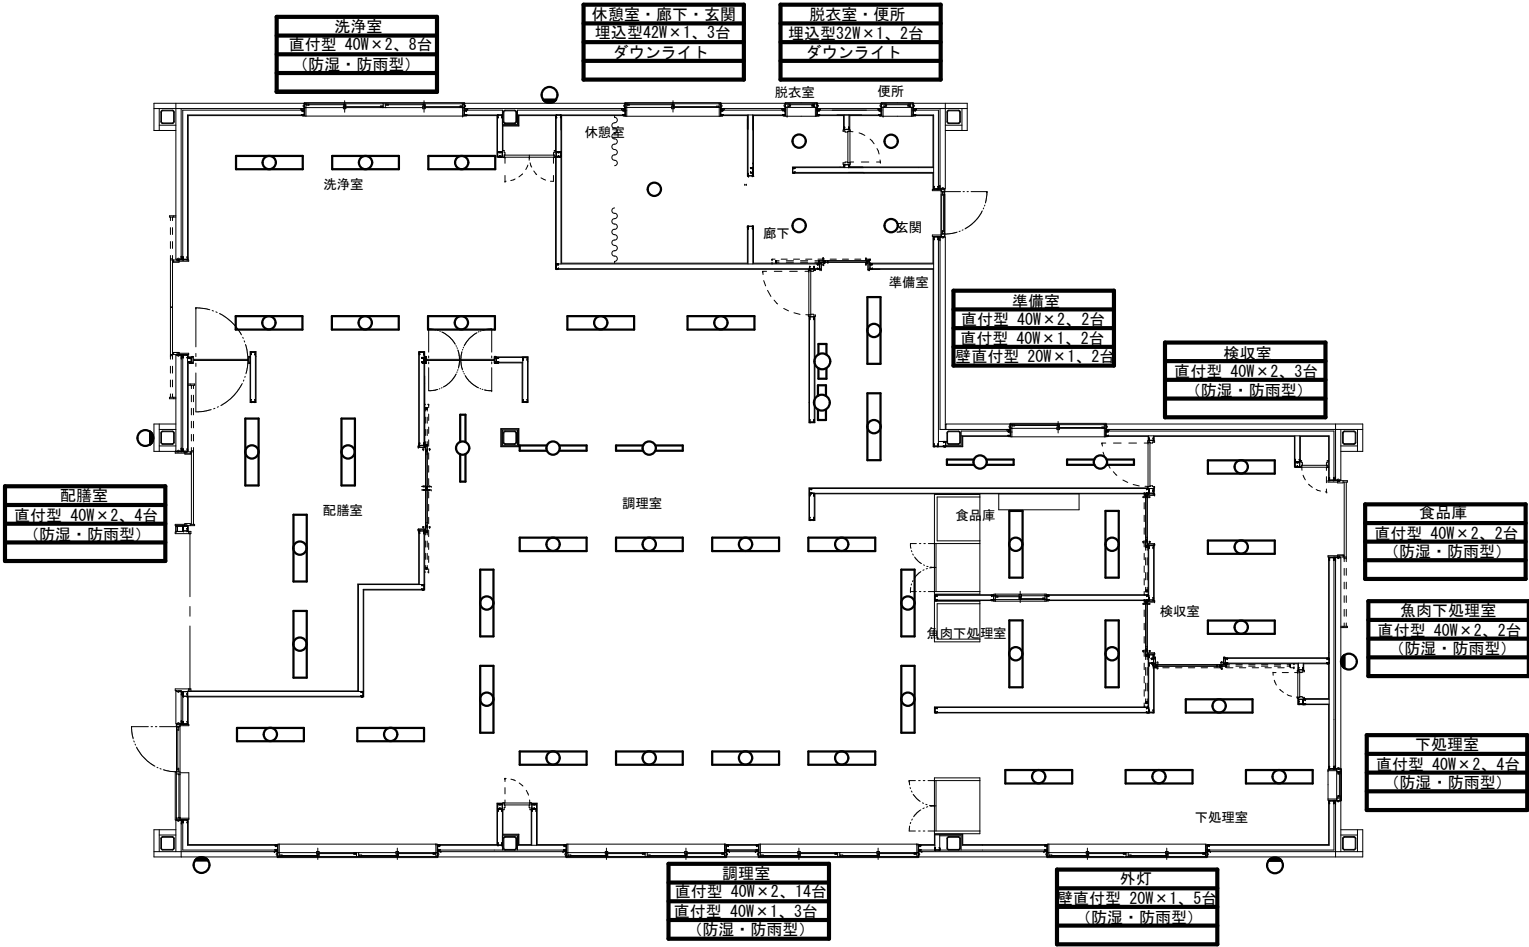 洗浄室
直付型 40W×2、8台
(防湿・防雨型)
休憩室・廊下・玄関
埋込型42W×1、3台
ダウンライト
脱衣室・便所
埋込型32W×1、2台
ダウンライト
脱衣室
便所
休憩室
洗浄室
廊下
玄関
準備室
準備室
直付型 40W×2、2台
直付型 40W×1、2台
壁直付型 20W×1、2台
検収室
直付型 40W×2、3台
(防湿・防雨型)
配膳室
直付型 40W×2、4台
(防湿・防雨型)
配膳室
調理室
食品庫
食品庫
直付型 40W×2、2台
(防湿・防雨型)
検収室
魚肉下処理室
魚肉下処理室
直付型 40W×2、2台
(防湿・防雨型)
下処理室
直付型 40W×2、4台
(防湿・防雨型)
下処理室
調理室
直付型 40W×2、14台
直付型 40W×1、3台
(防湿・防雨型)
外灯
壁直付型 20W×1、5台
(防湿・防雨型)